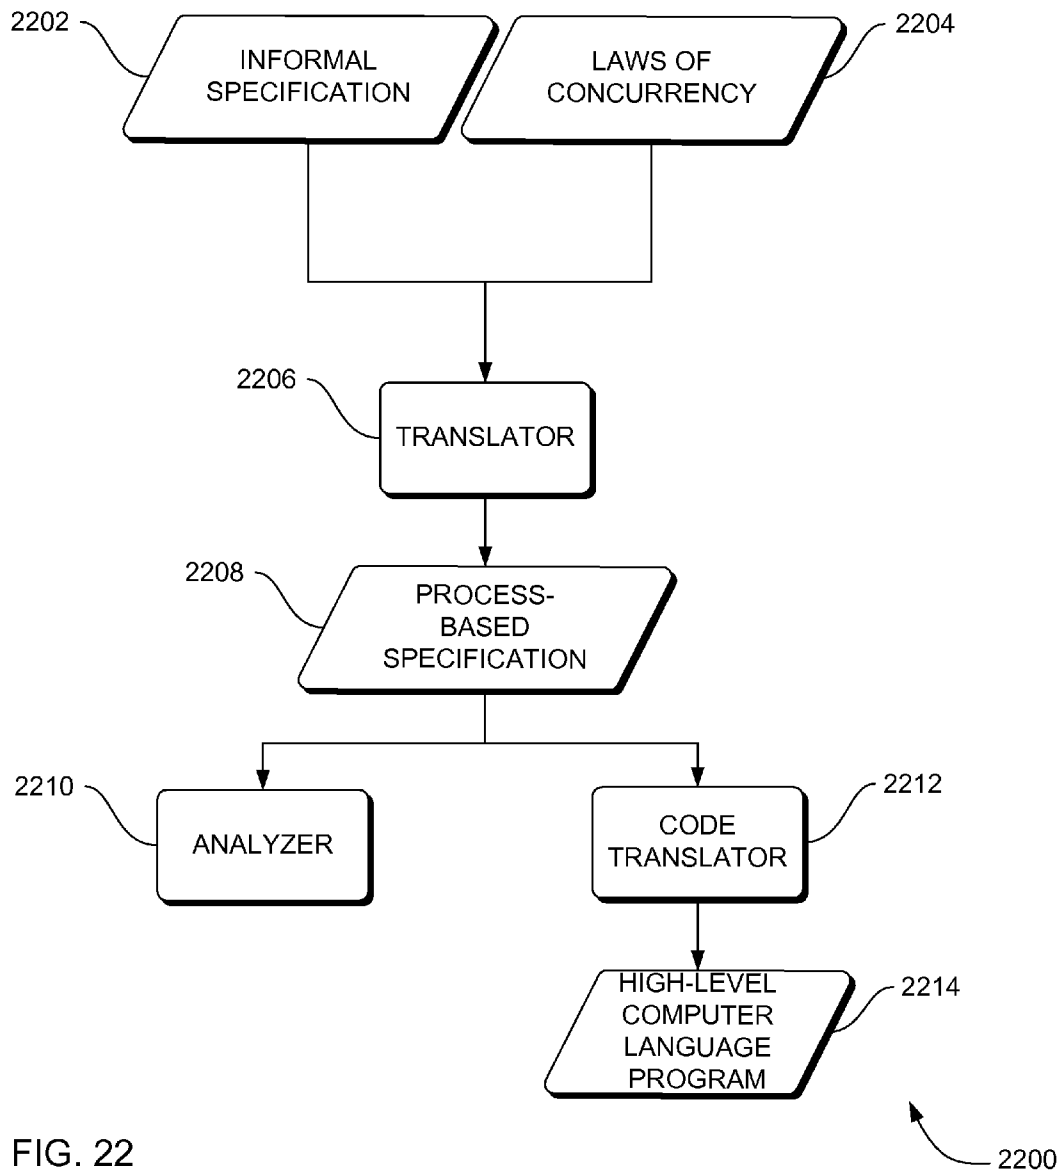 2202
INFORMAL
SPECIFICATION
LAWS OF
CONCURRENCY
2204
2206
TRANSLATOR
2208
PROCESS-
BASED
SPECIFICATION
2210
ANALYZER
CODE
TRANSLATOR
2212
HIGH-LEVEL
COMPUTER
LANGUAGE
PROGRAM
2214
FIG. 22
2200